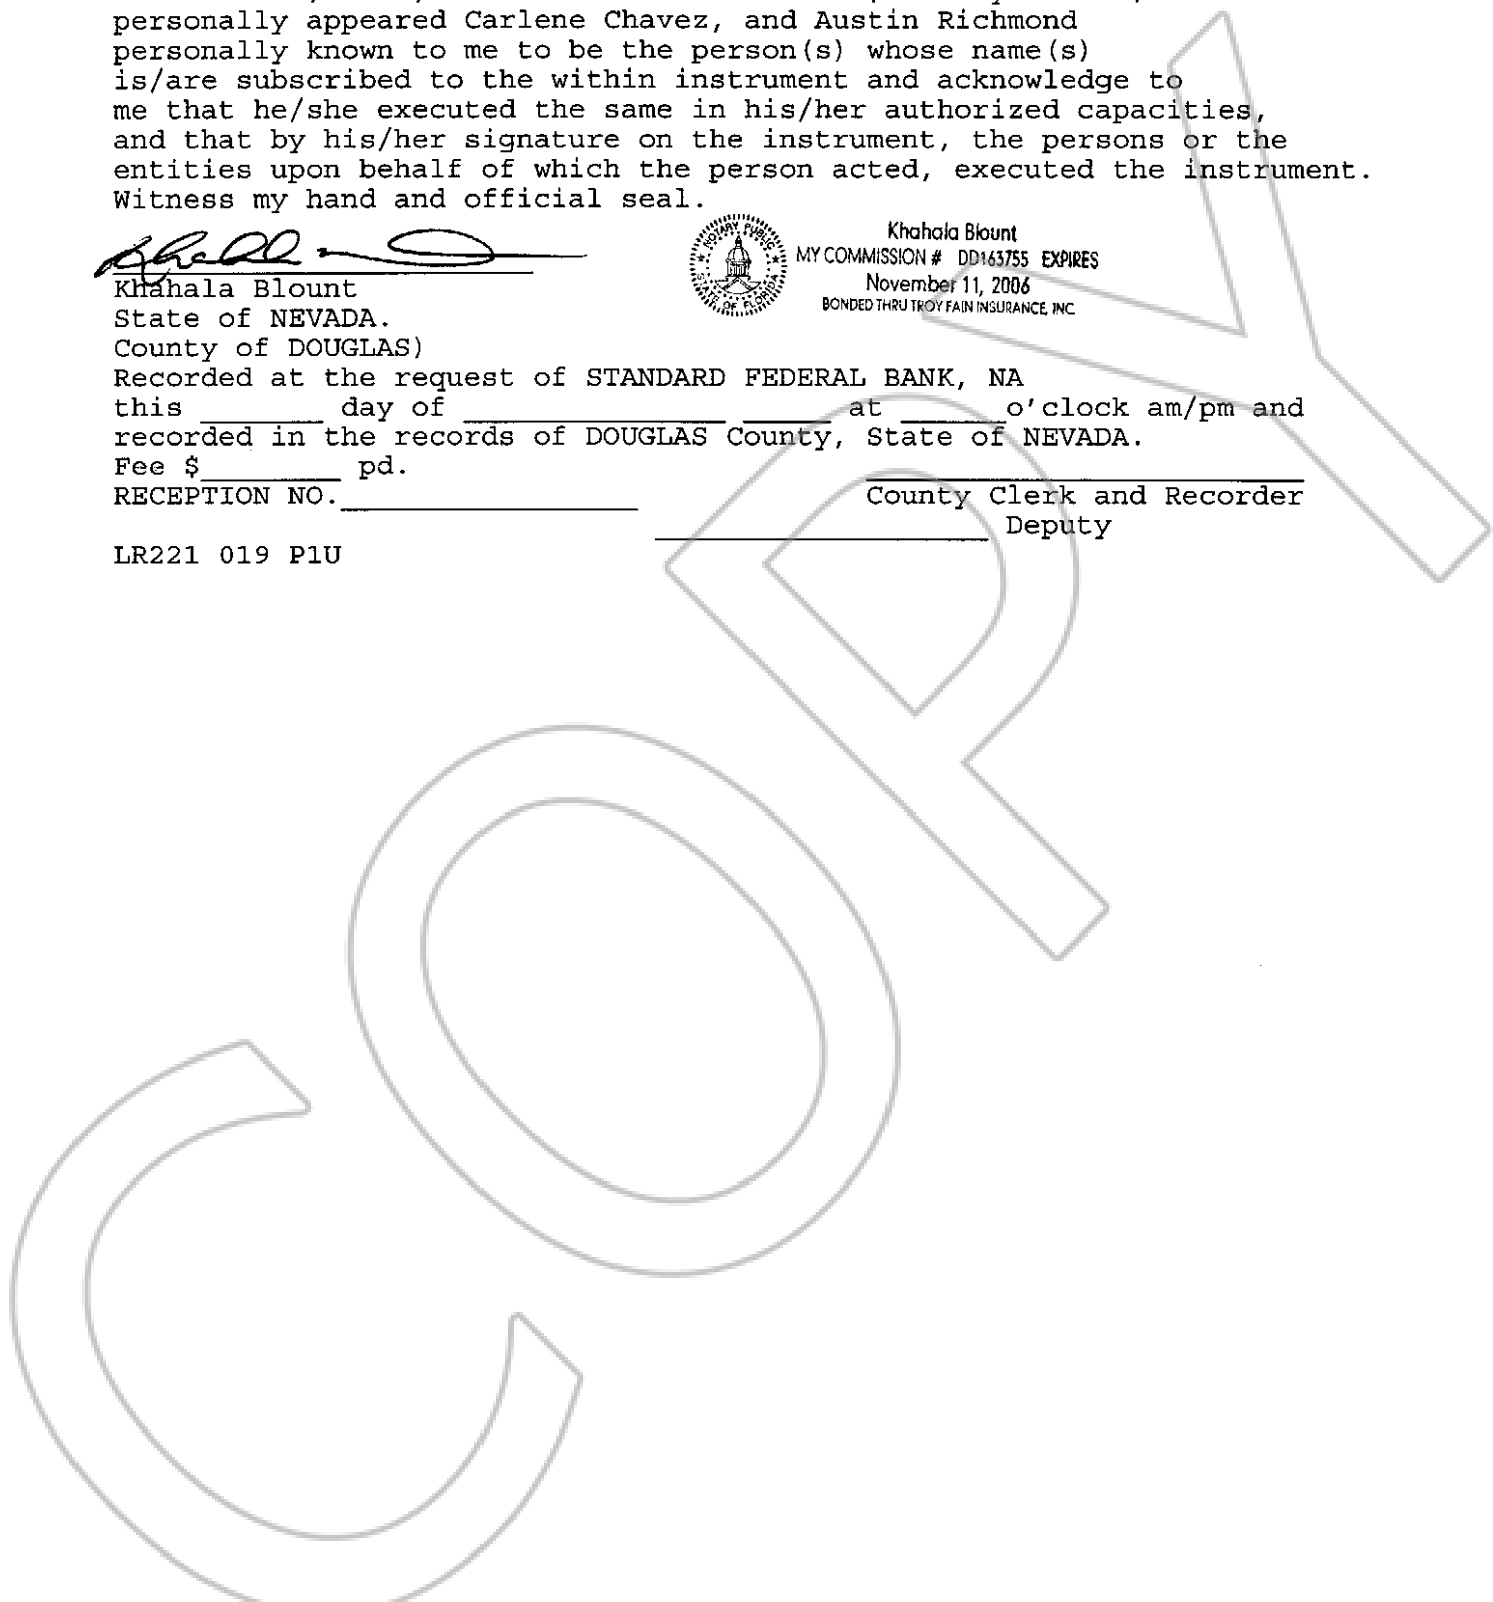 personally appeared Carlene Chavez, and Austin Richmond
personally known to me to be the person(s) whose name(s)
is/are subscribed to the within instrument and acknowledge to
me that he/she executed the same in his/her authorized capacities,
and that by his/her signature on the instrument, the persons or the
entities upon behalf of which the person acted, executed the instrument.
Witness my hand and official seal.
NOTARY PUBLIC
STATE OF FLORIDA
Khahala Blount
MY COMMISSION # DD163755 EXPIRES
November 11, 2006
BONDED THRU TROY FAIN INSURANCE, INC
Khahala Blount
State of NEVADA.
County of DOUGLAS)
Recorded at the request of STANDARD FEDERAL BANK, NA
this _______ day of _______________ _____ at ______ o'clock am/pm and
recorded in the records of DOUGLAS County, State of NEVADA.
Fee $________ pd.
RECEPTION NO._________________
County Clerk and Recorder
___________________ Deputy
LR221 019 P1U
COPY